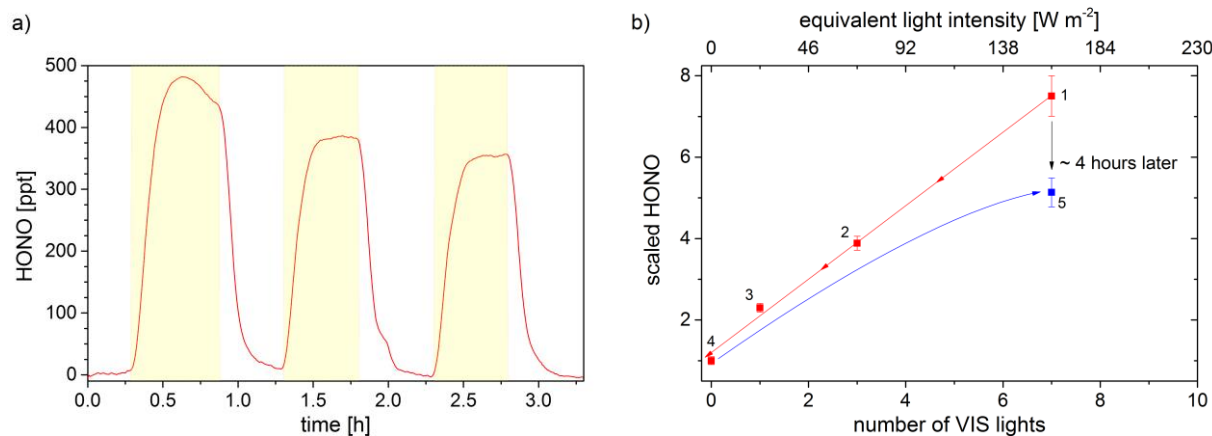 a)
500
400
300
200
100
0
HONO [ppt]
0.0 0.5 1.0 1.5 2.0 2.5 3.0
time [h]
b)
equivalent light intensity [W m⁻²]
0 46 92 138 184 230
8
6
4
2
scaled HONO
1
~ 4 hours later
5
2
3
4
0 2 4 6 8 10
number of VIS lights